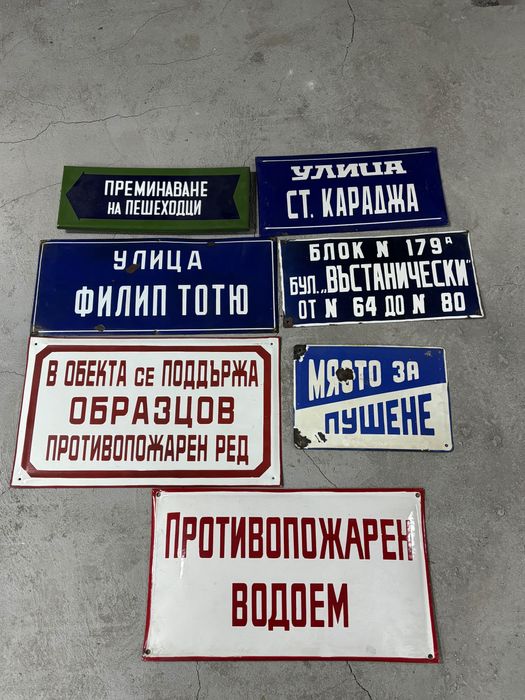 ПРЕМИНАВАНЕ
НА ПЕШЕХОДЦИ
УЛИЦА
СТ. КАРАДЖА
УЛИЦА
ФИЛИП ТОТЮ
БЛОК N 179А
БУЛ. „ВЪСТАНИЧЕСКИ"
ОТ N 64 ДО N 80
В ОБЕКТА СЕ ПОДДЪРЖА
ОБРАЗЦОВ
ПРОТИВОПОЖАРЕН РЕД
МЯСТО ЗА
ПУШЕНЕ
ПРОТИВОПОЖАРЕН
ВОДОЕМ